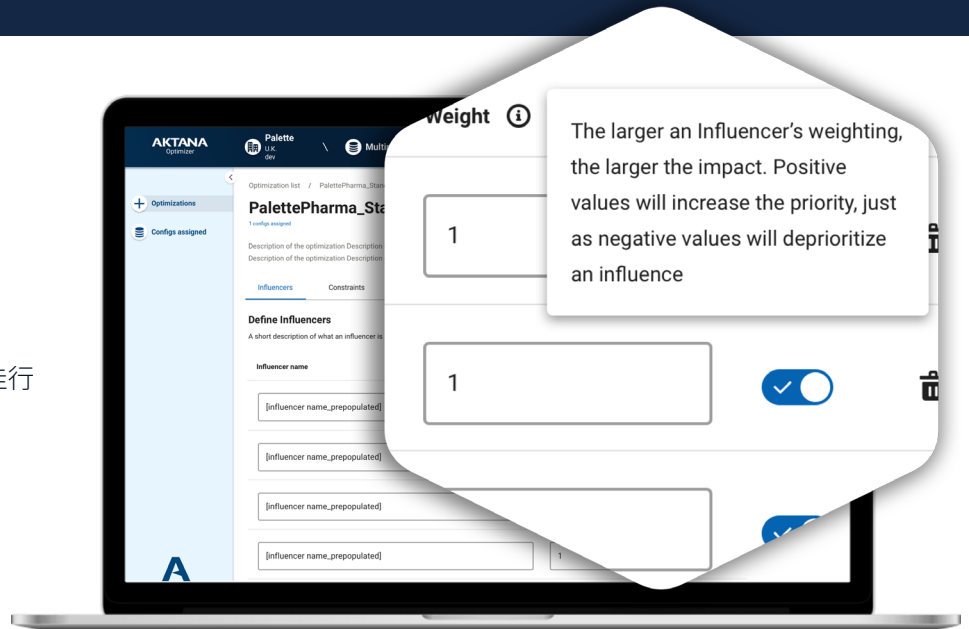 行
AKTANA
Optimizer
Palette
U.K.
dev
\
Optimization list / PalettePharma_Stan
PalettePharma_Sta
1 configs assigned
Description of the optimization Description
Description of the optimization Description
Optimizations
Configs assigned
Influencers
Constraints
Define Influencers
A short description of what an influencer is
Influencer name
[influencer name_prepopulated]
[influencer name_prepopulated]
[influencer name_prepopulated]
[influencer name_prepopulated]
1
A
Weight
The larger an Influencer’s weighting,
the larger the impact. Positive
values will increase the priority, just
as negative values will deprioritize
an influence
1
1